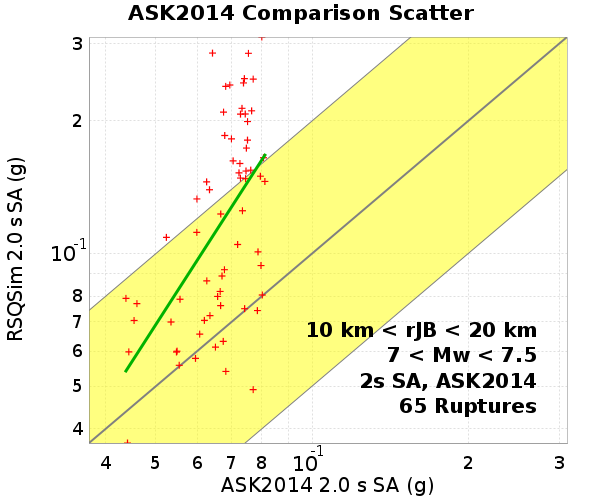 ASK2014 Comparison Scatter
RSQSim 2.0 s SA (g)
3
2
10⁻¹
8
7
6
5
4
10 km < rJB < 20 km
7 < Mw < 7.5
2s SA, ASK2014
65 Ruptures
4 5 6 7 8 10⁻¹ 2 3
ASK2014 2.0 s SA (g)